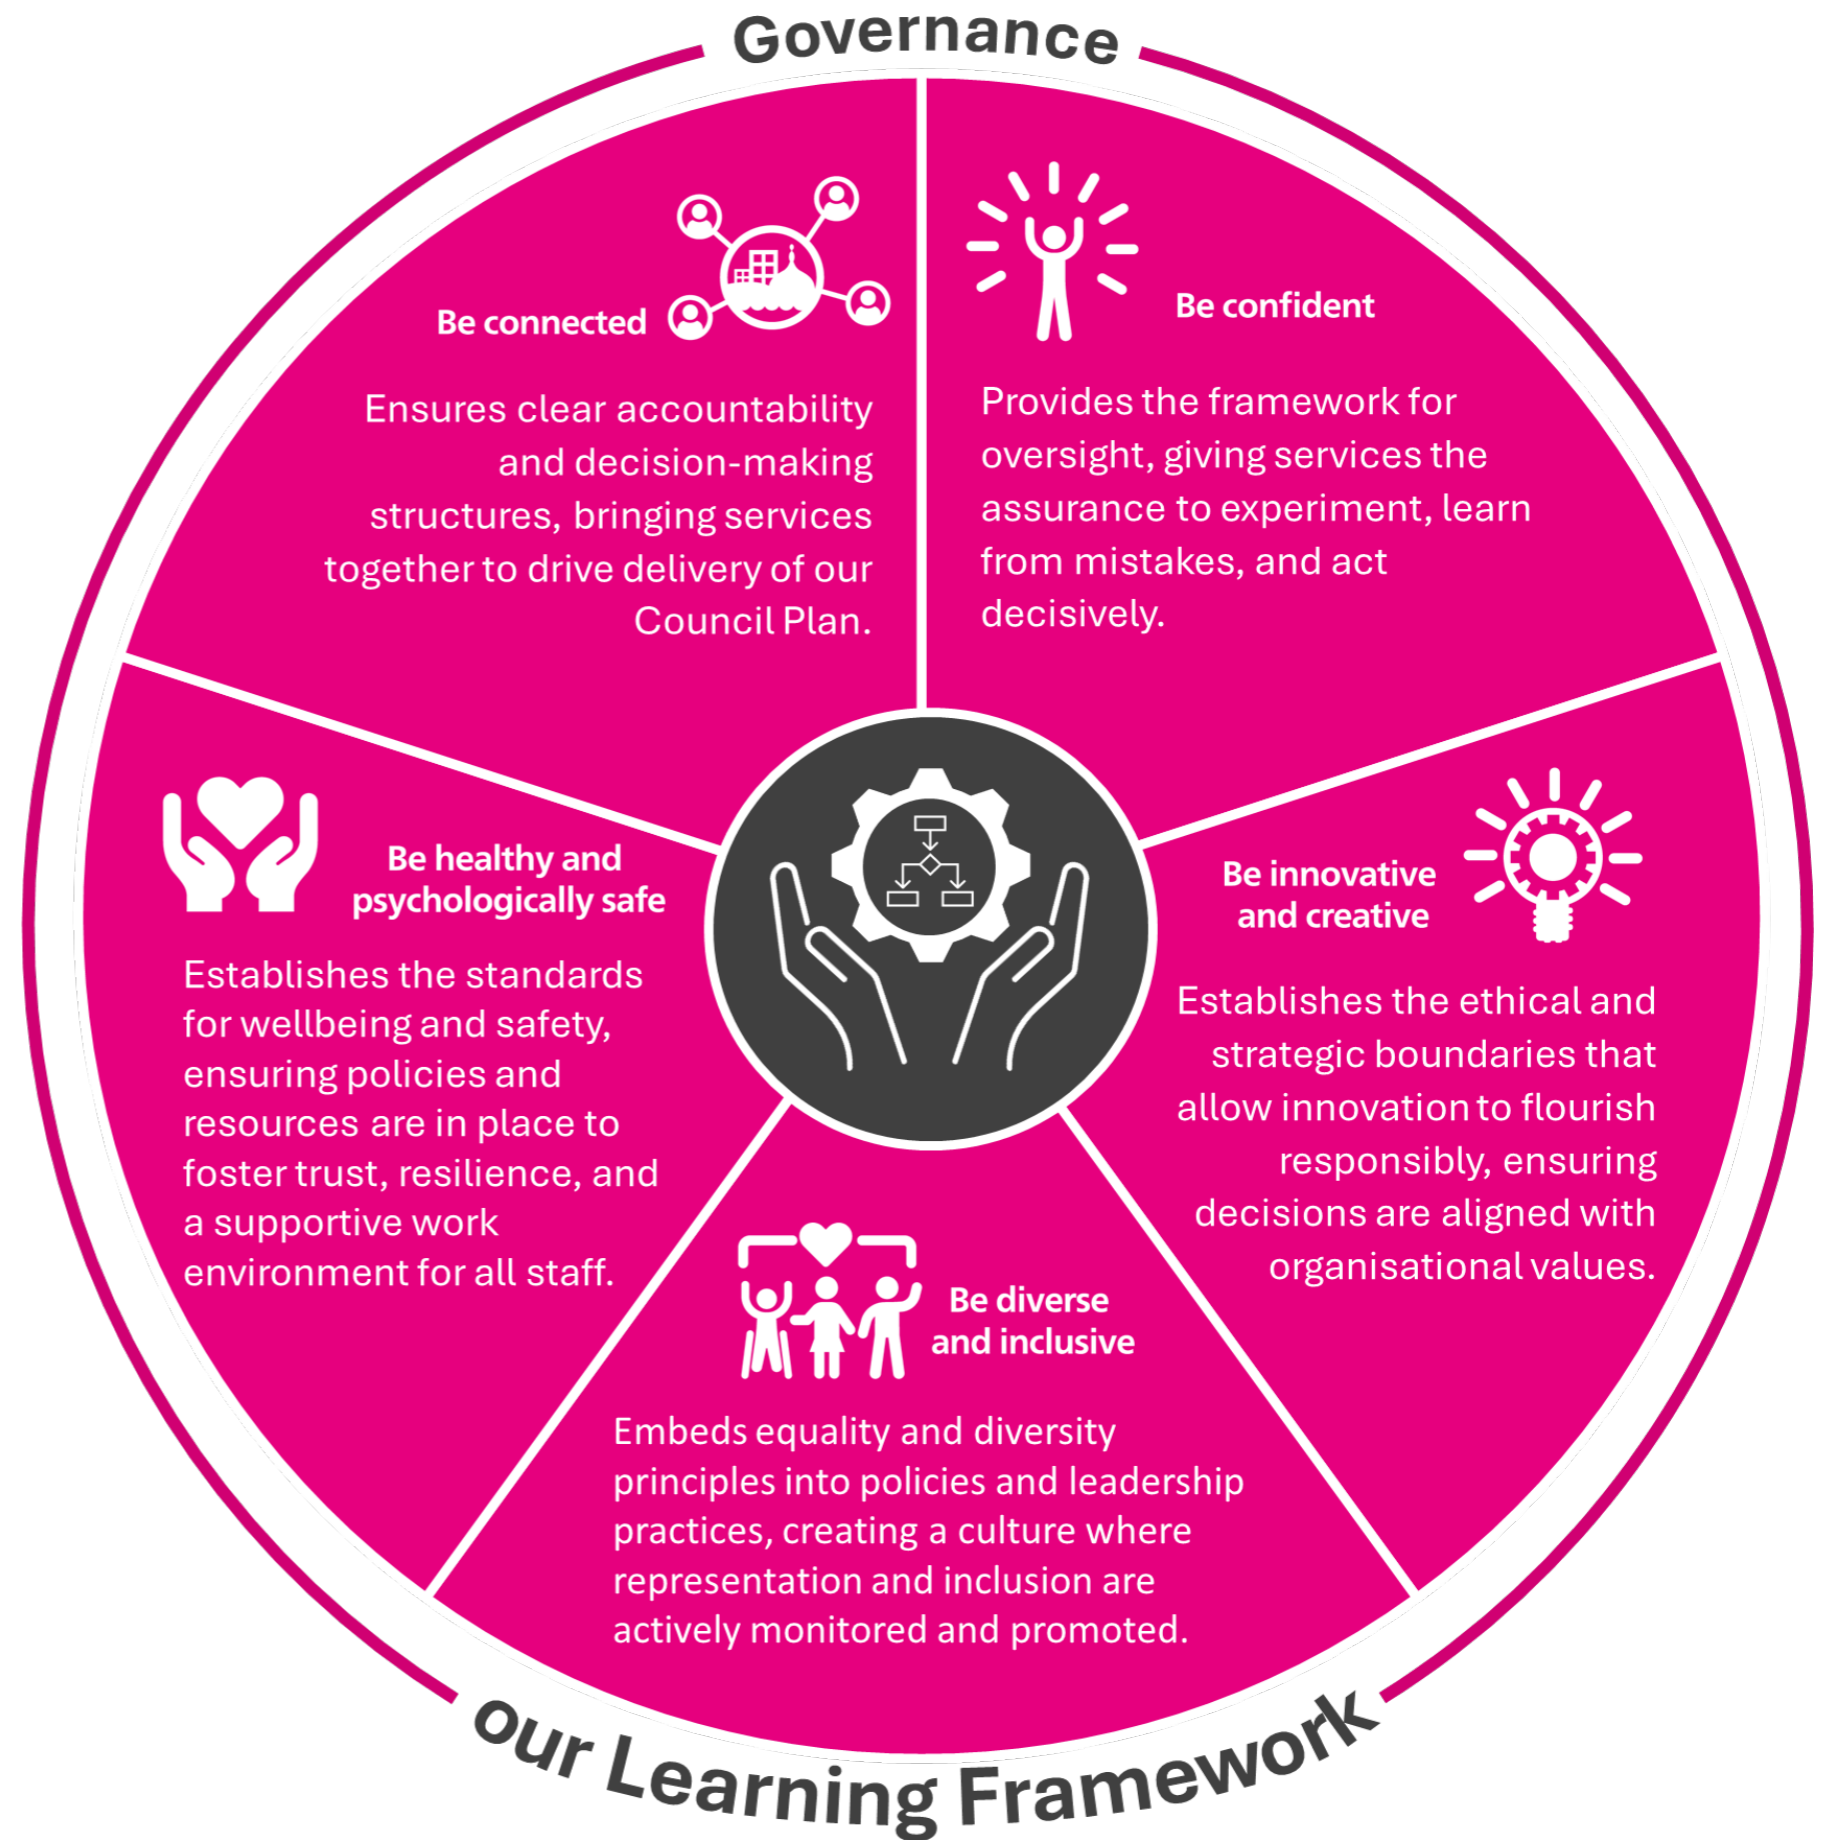 Governance
Be connected
Ensures clear accountability
and decision-making
structures, bringing services
together to drive delivery of our
Council Plan.
Be confident
Provides the framework for
oversight, giving services the
assurance to experiment, learn
from mistakes, and act
decisively.
Be healthy and
psychologically safe
Establishes the standards
for wellbeing and safety,
ensuring policies and
resources are in place to
foster trust, resilience, and
a supportive work
environment for all staff.
Be innovative
and creative
Establishes the ethical and
strategic boundaries that
allow innovation to flourish
responsibly, ensuring
decisions are aligned with
organisational values.
Be diverse
and inclusive
Embeds equality and diversity
principles into policies and leadership
practices, creating a culture where
representation and inclusion are
actively monitored and promoted.
our Learning Framework